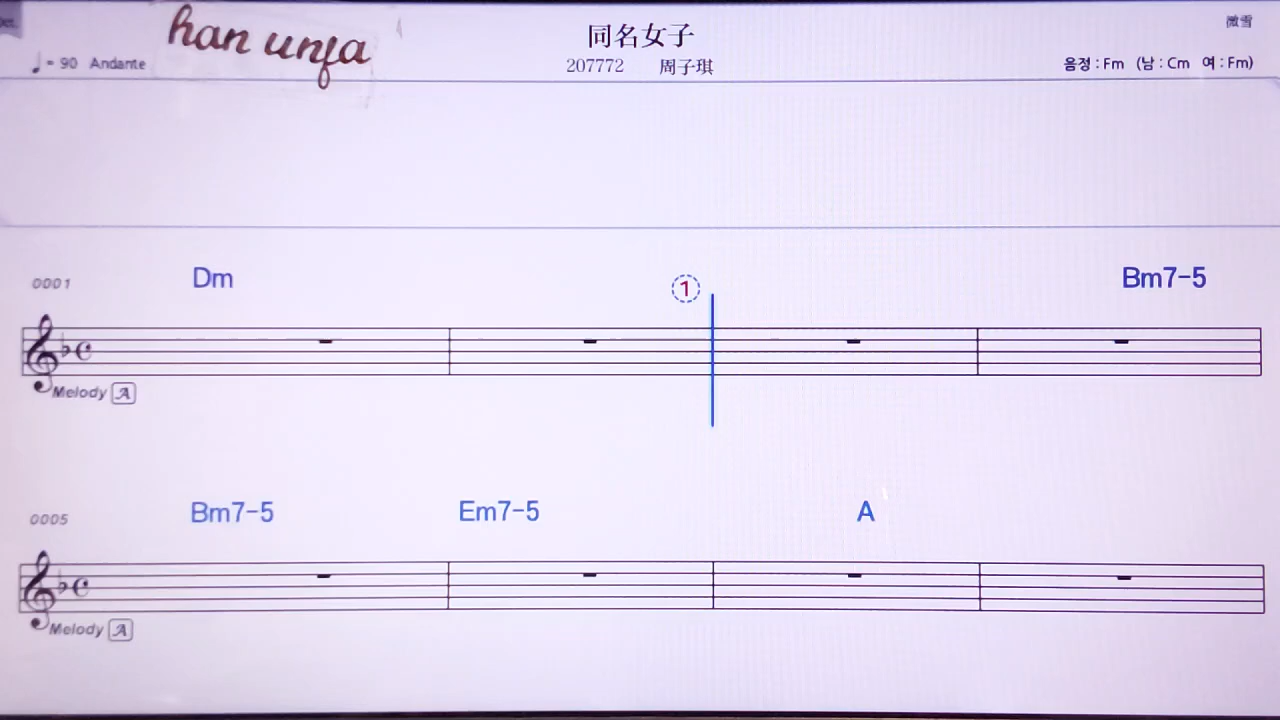 han unfa
同名女子
微雪
♩= 90 Andante
207772 周子琪
음정 : Fm (남 : Cm 여 : Fm)
0001 Dm ① Bm7-5
Melody A
0005 Bm7-5 Em7-5 A
Melody A